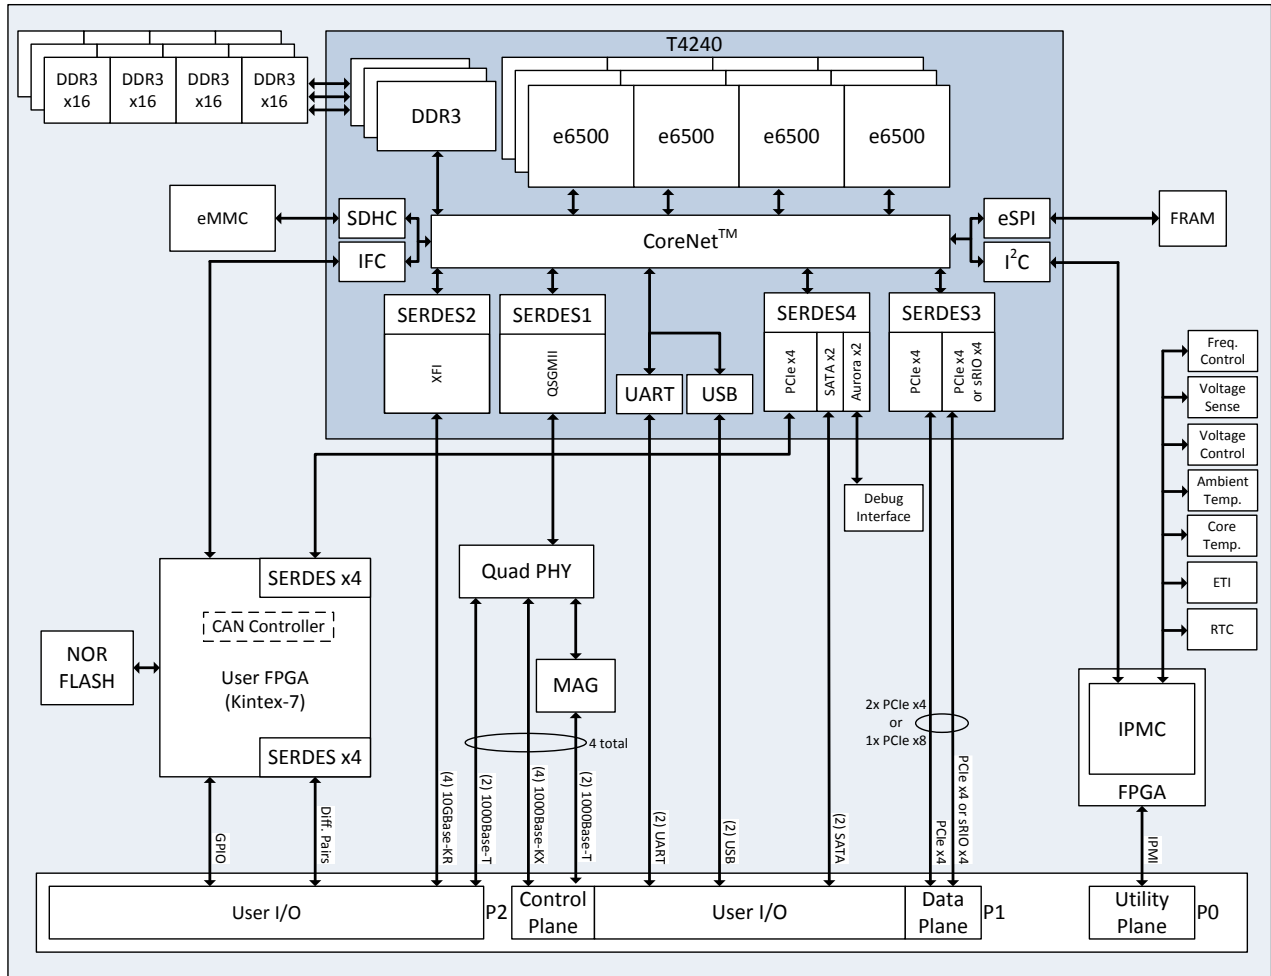 T4240
DDR3
x16
DDR3
x16
DDR3
x16
DDR3
x16
DDR3
e6500
e6500
e6500
e6500
eMMC
SDHC
IFC
CoreNet™
eSPI
I²C
FRAM
SERDES2
XFI
SERDES1
QSGMII
UART
USB
SERDES4
PCIe x4
SATA x2
Aurora x2
SERDES3
PCIe x4
PCIe x4
or sRIO x4
Freq.
Control
Voltage
Sense
Voltage
Control
Ambient
Temp.
Core
Temp.
ETI
RTC
Debug
Interface
SERDES x4
CAN Controller
User FPGA
(Kintex-7)
SERDES x4
NOR
FLASH
Quad PHY
MAG
4 total
2x PCIe x4
or
1x PCIe x8
IPMC
FPGA
GPIO
Diff. Pairs
(4) 10GBase-KR
(2) 1000Base-T
(4) 1000Base-KX
(2) 1000Base-T
(2) UART
(2) USB
(2) SATA
PCIe x4
PCIe x4 or sRIO x4
IPMI
User I/O
P2
Control
Plane
User I/O
Data
Plane
P1
Utility
Plane
P0